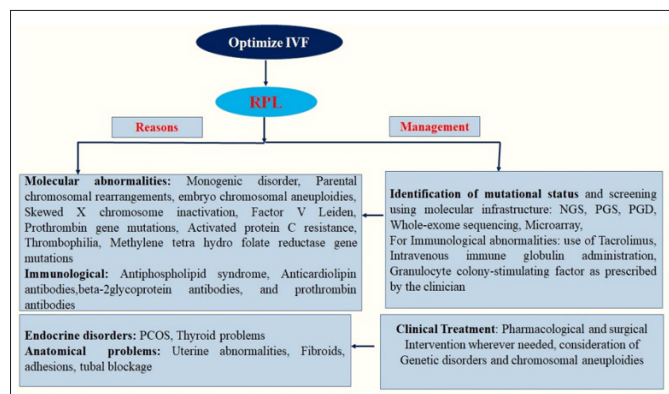 Optimize IVF
RPL
Reasons
Management
Molecular abnormalities: Monogenic disorder, Parental
chromosomal rearrangements, embryo chromosomal aneuploidies,
Skewed X chromosome inactivation, Factor V Leiden,
Prothrombin gene mutations, Activated protein C resistance,
Thrombophilia, Methylene tetra hydro folate reductase gene
mutations
Immunological: Antiphospholipid syndrome, Anticardiolipin
antibodies,beta-2glycoprotein antibodies, and prothrombin
antibodies
Identification of mutational status and screening
using molecular infrastructure: NGS, PGS, PGD,
Whole-exome sequencing, Microarray,
For Immunological abnormalities: use of Tacrolimus,
Intravenous immune globulin administration,
Granulocyte colony-stimulating factor as prescribed
by the clinician
Endocrine disorders: PCOS, Thyroid problems
Anatomical problems: Uterine abnormalities, Fibroids,
adhesions, tubal blockage
Clinical Treatment: Pharmacological and surgical
Intervention wherever needed, consideration of
Genetic disorders and chromosomal aneuploidies